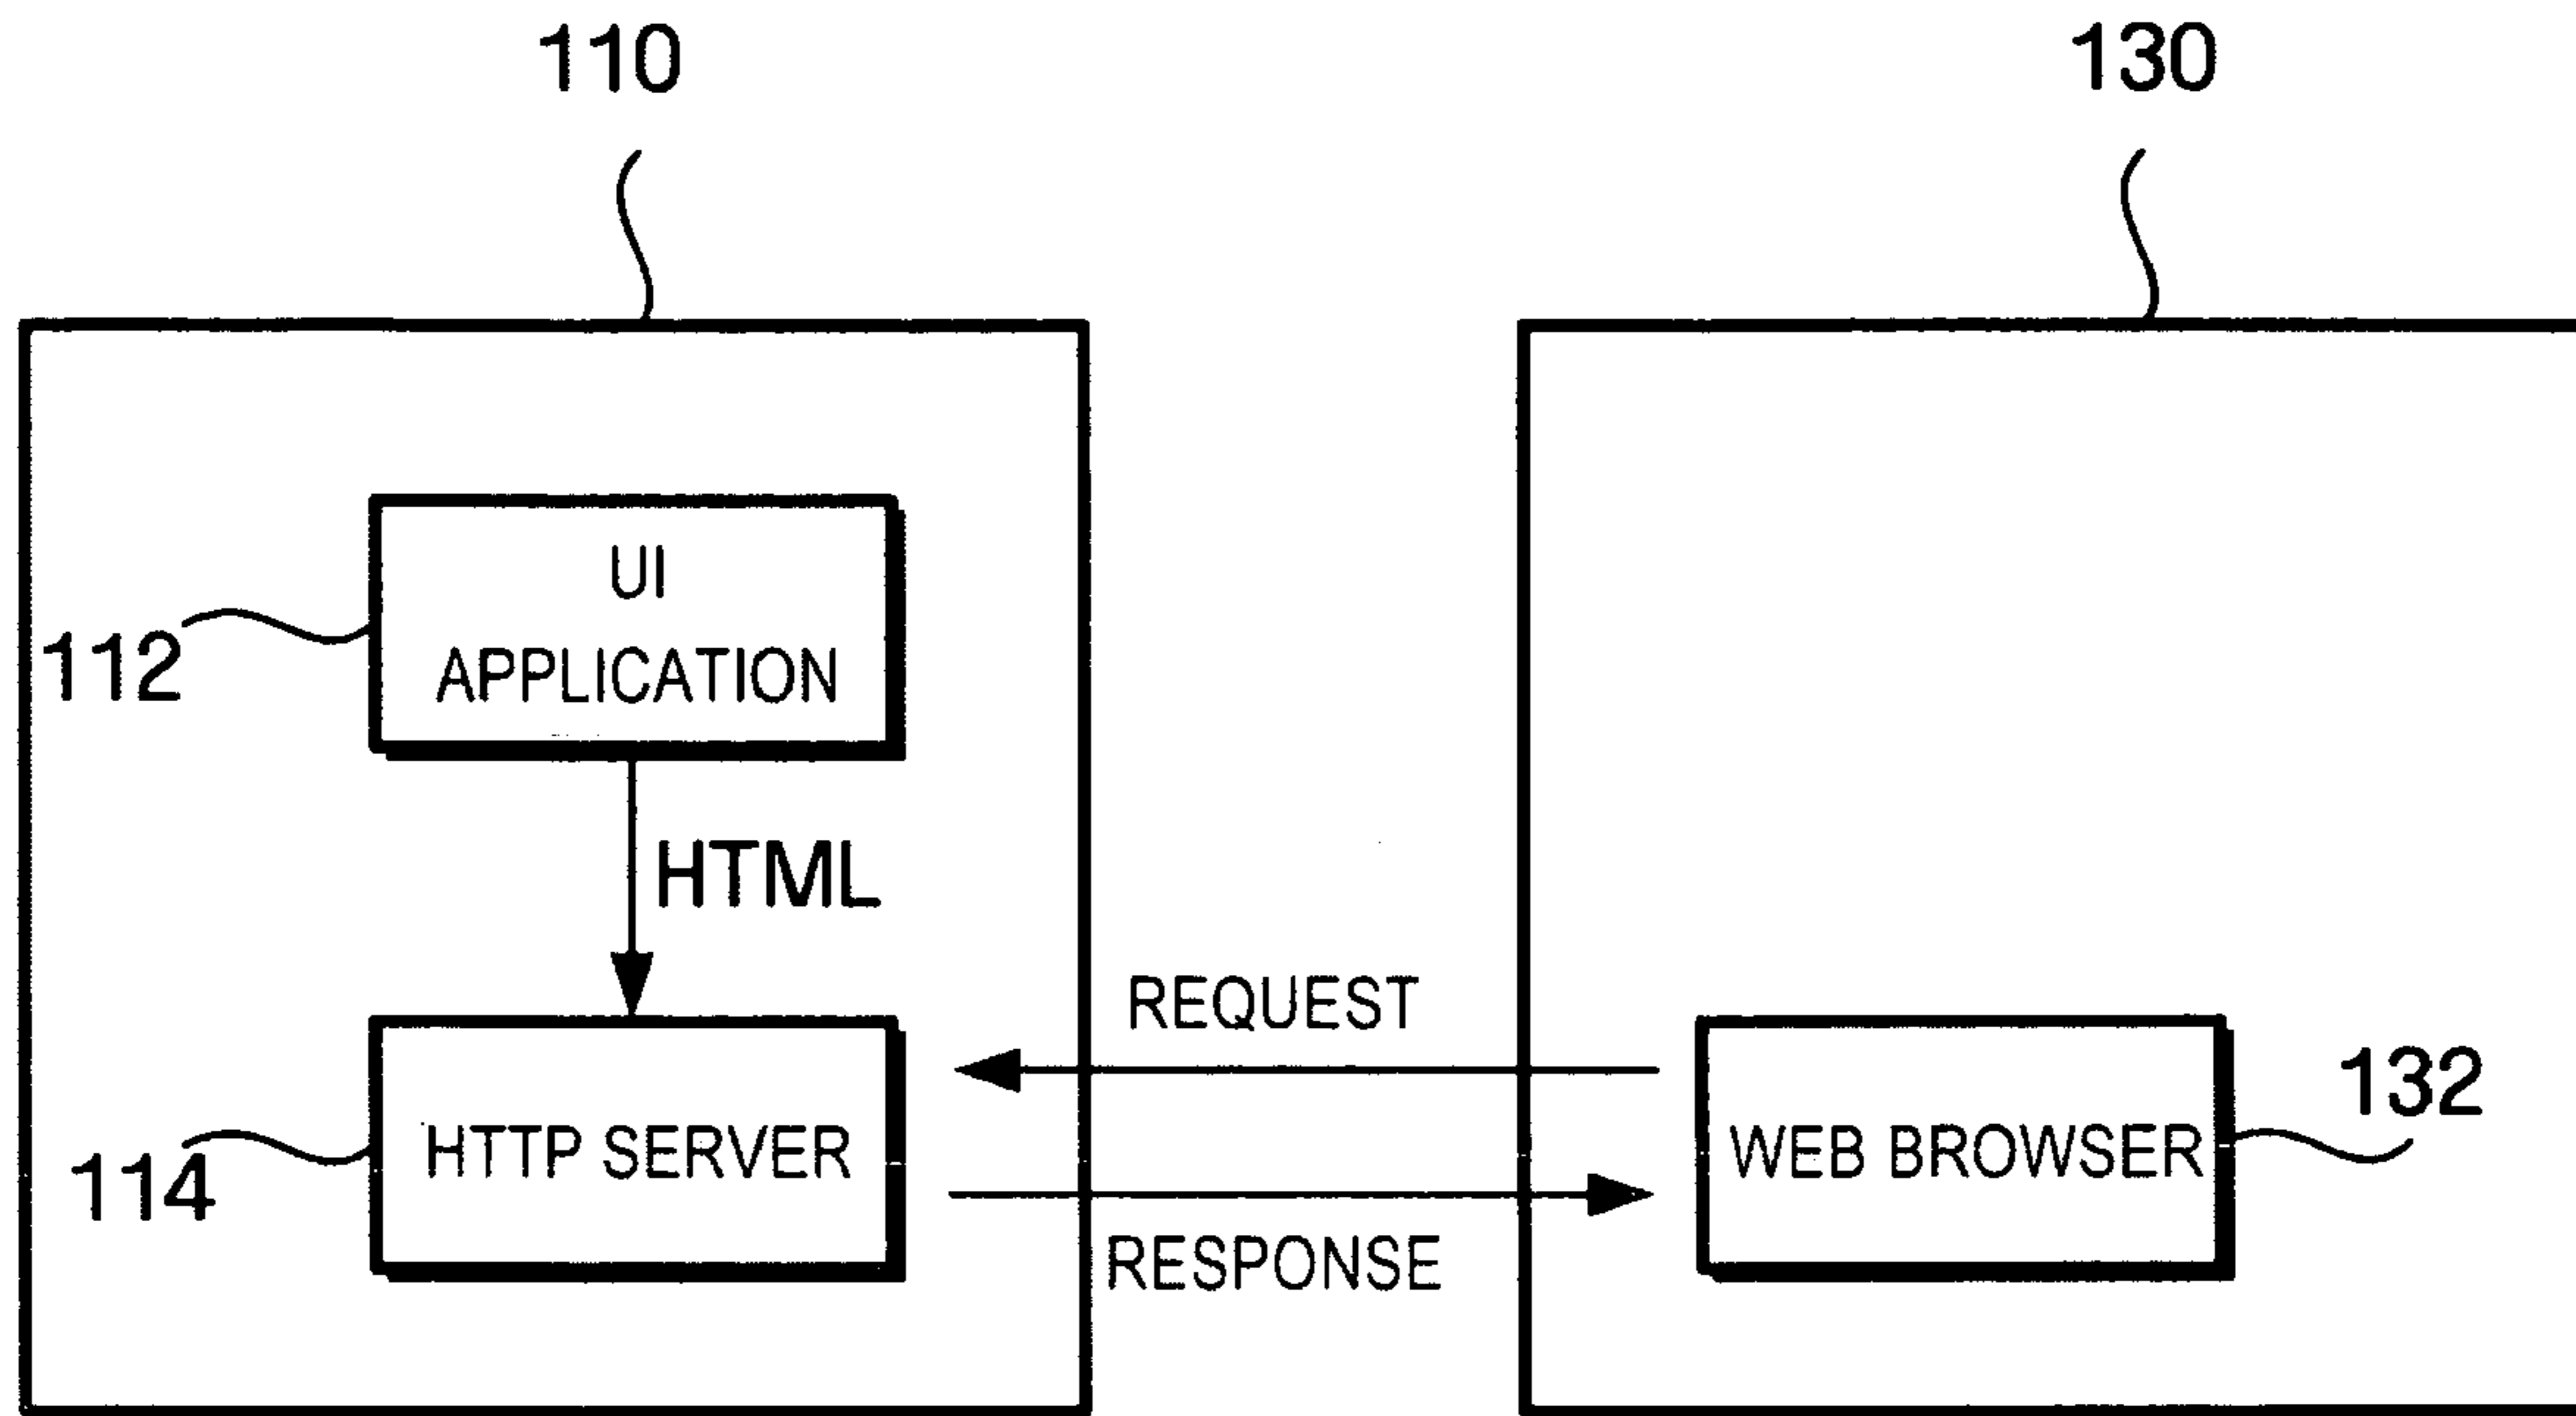 110
130
UI
APPLICATION
112
HTML
REQUEST
HTTP SERVER
114
WEB BROWSER
132
RESPONSE